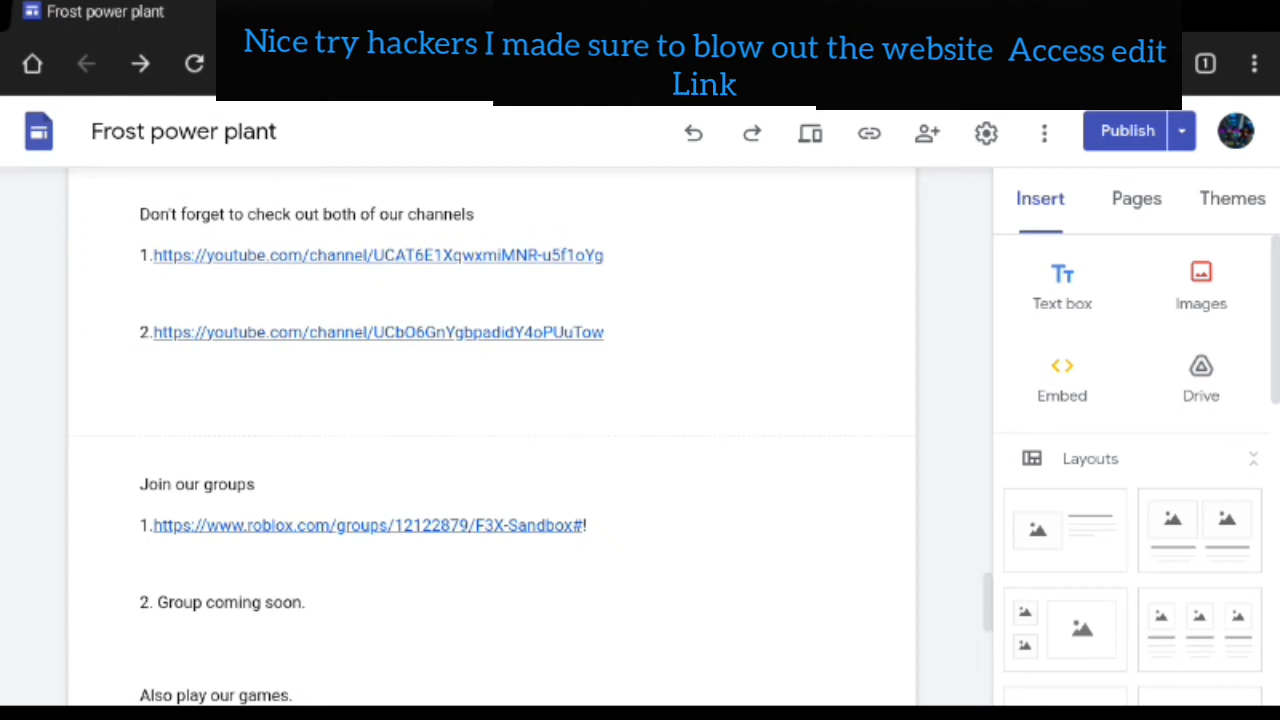 Frost power plant
Nice try hackers I made sure to blow out the website Access edit
Link
1
Frost power plant
Publish
Insert
Pages
Themes
Don't forget to check out both of our channels
1.https://youtube.com/channel/UCAT6E1XqwxmiMNR-u5f1oYg
2.https://youtube.com/channel/UCbO6GnYgbpadidY4oPUuTow
Tт
Text box
Images
Embed
Drive
Layouts
Join our groups
1.https://www.roblox.com/groups/12122879/F3X-Sandbox#!
2. Group coming soon.
Also play our games.